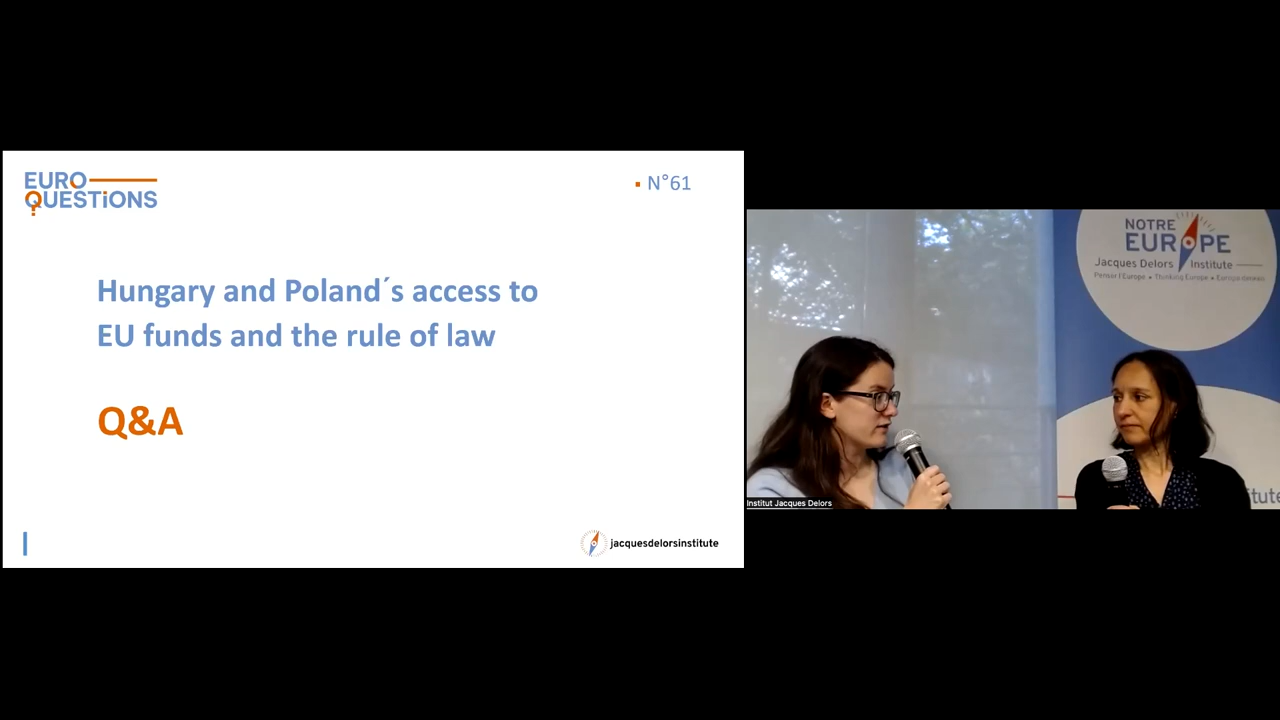 EURO
QUESTiONS
N°61
Hungary and Poland´s access to
EU funds and the rule of law
Q&A
jacquesdelorsinstitute
NOTRE
EUROPE
Jacques Delors Institute
Penser l'Europe • Thinking Europe • Europa denken
Institut Jacques Delors
itute